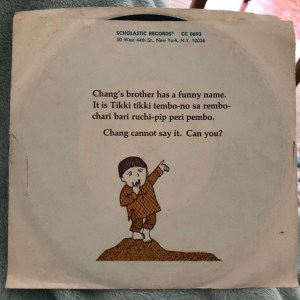 SCHOLASTIC RECORDS® CC 0693
50 West 44th St., New York, N.Y. 10036
Chang's brother has a funny name.
It is Tikki tikki tembo-no sa rembo-
chari bari ruchi-pip peri pembo.
Chang cannot say it. Can you?